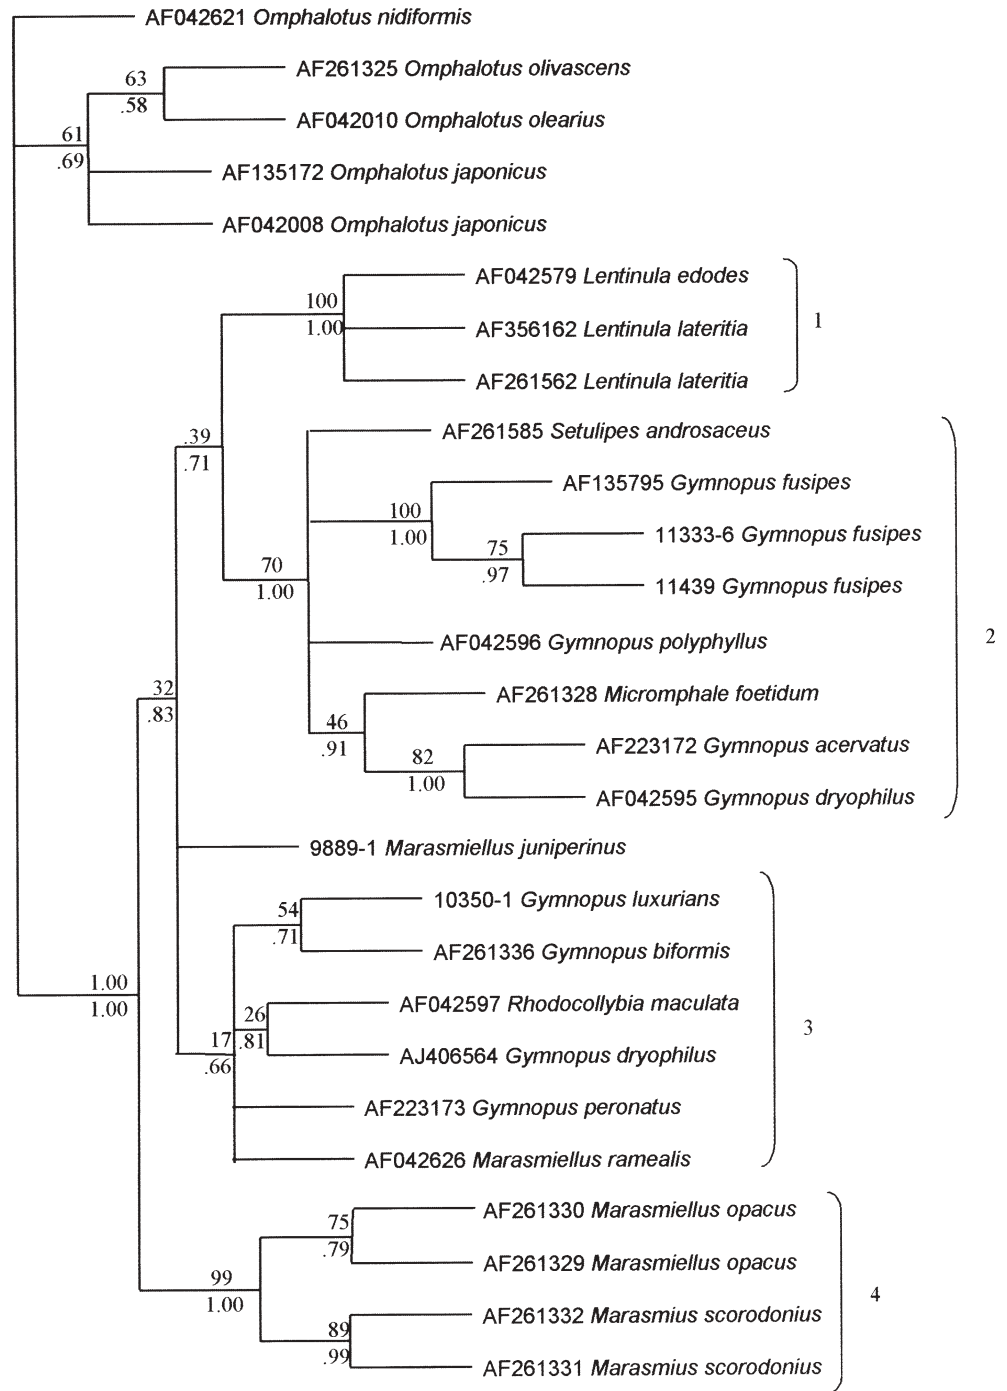 AF042621 Omphalotus nidiformis
AF261325 Omphalotus olivascens
63
.58
AF042010 Omphalotus olearius
61
.69
AF135172 Omphalotus japonicus
AF042008 Omphalotus japonicus
AF042579 Lentinula edodes
100
1.00
AF356162 Lentinula lateritia
1
AF261562 Lentinula lateritia
AF261585 Setulipes androsaceus
.39
.71
AF135795 Gymnopus fusipes
100
1.00
11333-6 Gymnopus fusipes
75
.97
11439 Gymnopus fusipes
70
1.00
AF042596 Gymnopus polyphyllus
2
AF261328 Micromphale foetidum
32
.83
46
.91
AF223172 Gymnopus acervatus
82
1.00
AF042595 Gymnopus dryophilus
9889-1 Marasmiellus juniperinus
10350-1 Gymnopus luxurians
54
.71
AF261336 Gymnopus biformis
1.00
1.00
AF042597 Rhodocollybia maculata
26
.81
3
17
.66
AJ406564 Gymnopus dryophilus
AF223173 Gymnopus peronatus
AF042626 Marasmiellus ramealis
AF261330 Marasmiellus opacus
75
.79
AF261329 Marasmiellus opacus
99
1.00
4
AF261332 Marasmius scorodonius
89
.99
AF261331 Marasmius scorodonius